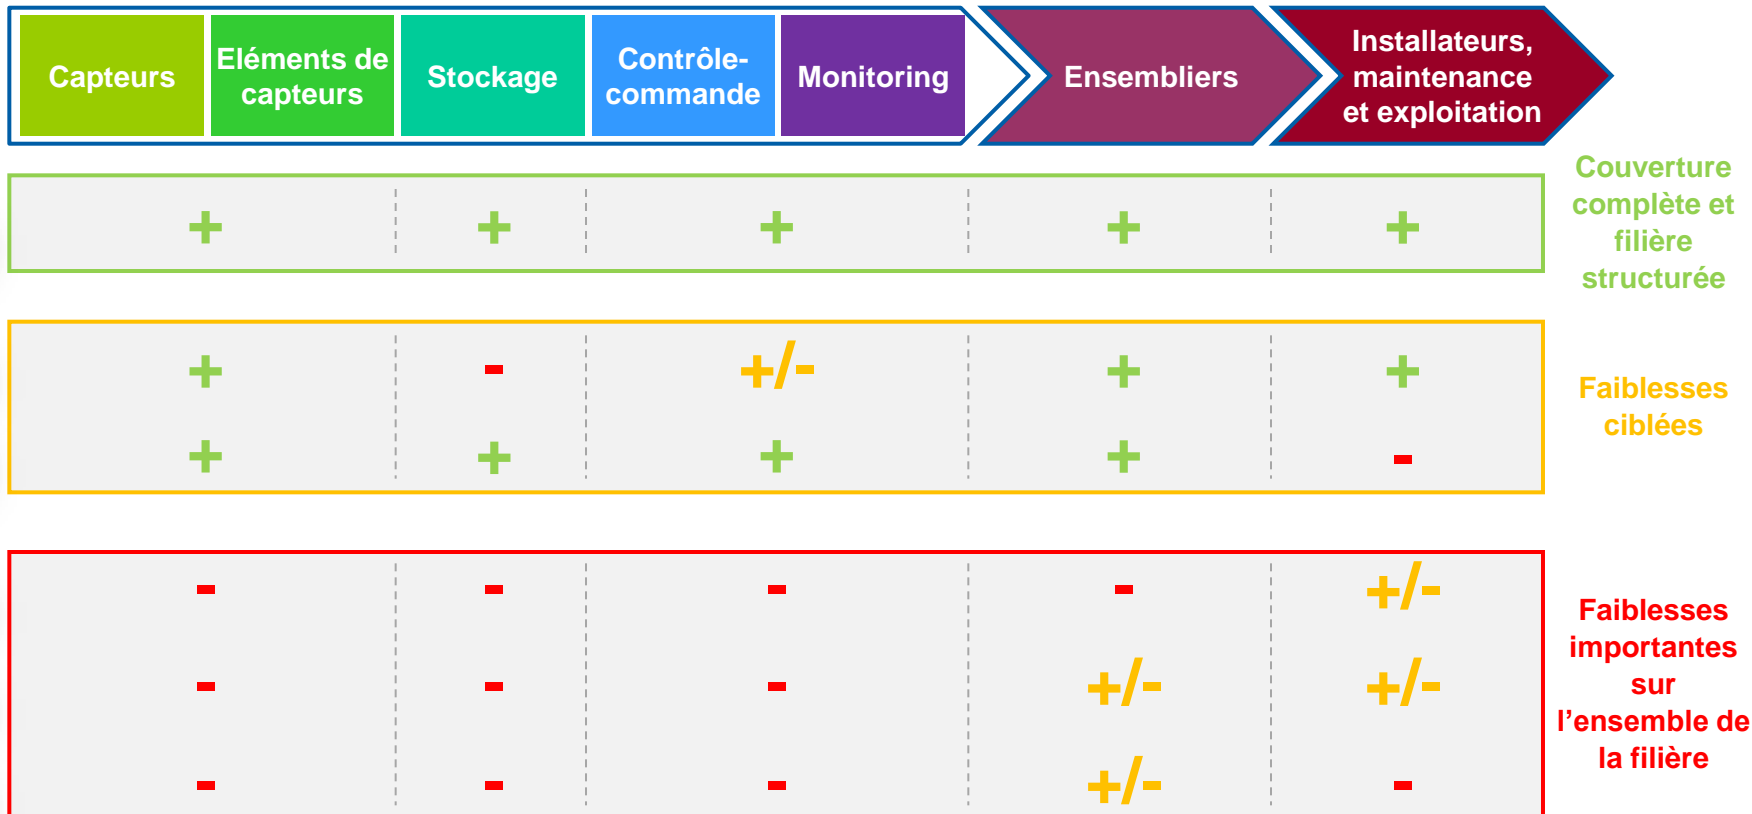 Capteurs
Eléments de
capteurs
Stockage
Contrôle-
commande
Monitoring
Ensembliers
Installateurs,
maintenance
et exploitation
+ + + + +
Couverture
complète et
filière
structurée
+ - +/- + +
+ + + + -
Faiblesses
ciblées
- - - - +/-
- - - +/- +/-
- - - +/- -
Faiblesses
importantes
sur
l’ensemble de
la filière